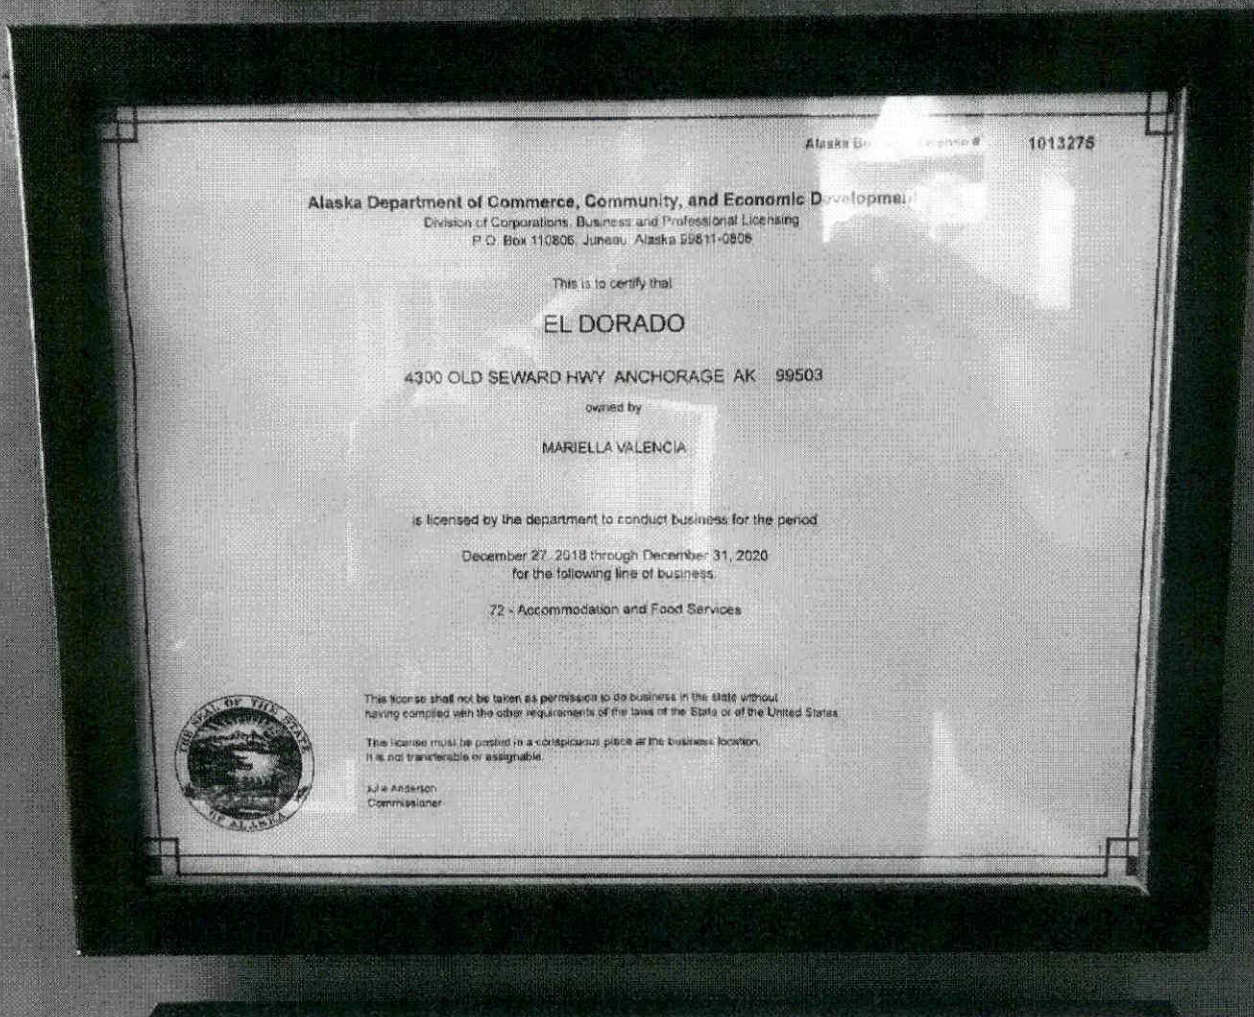 Alaska License # 1013276
Alaska Department of Commerce, Community, and Economic Development
Division of Corporations, Business and Professional Licensing
P.O. Box 110806, Juneau, Alaska 99811-0806
This is to certify that
EL DORADO
4300 OLD SEWARD HWY ANCHORAGE AK 99503
owned by
MARIELLA VALENCIA
is licensed by the department to conduct business for the period
December 27, 2018 through December 31, 2020
for the following line of business:
72 - Accommodation and Food Services
This license shall not be taken as permission to do business in the state without
having complied with the other requirements of the laws of the State or of the United States.
This license must be posted in a conspicuous place at the business location.
It is not transferable or assignable.
Julie Anderson
Commissioner
THE SEAL OF THE STATE
OF ALASKA